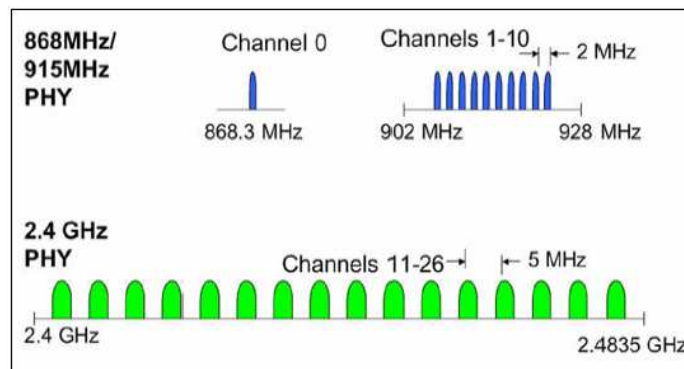 868MHz/
915MHz
PHY
Channel 0
868.3 MHz
Channels 1-10
2 MHz
902 MHz
928 MHz
2.4 GHz
PHY
Channels 11-26
5 MHz
2.4 GHz
2.4835 GHz